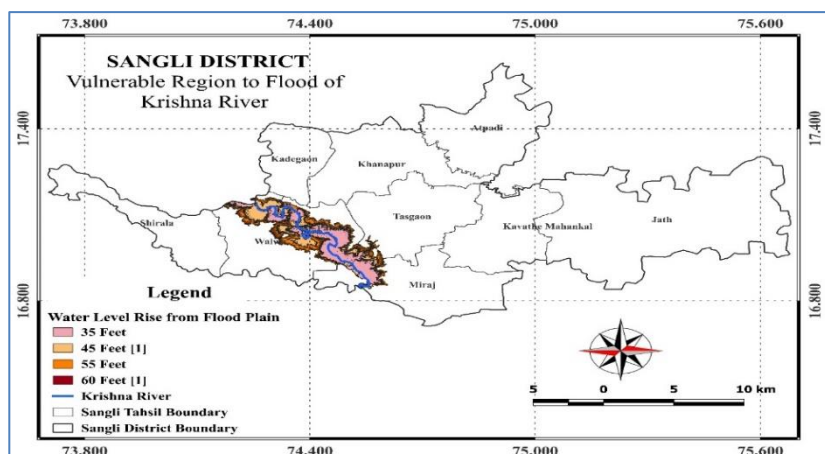 73.800 74.400 75.000 75.600
SANGLI DISTRICT
Vulnerable Region to Flood of
Krishna River
17.400 17.400
Atpadi
Kadegaon
Khanapur
Shirala
Tasgaon
Kavathe Mahankal
Jath
Miraj
16.800 16.800
Legend
Water Level Rise from Flood Plain
35 Feet
45 Feet [I]
55 Feet
60 Feet [I]
Krishna River
Sangli Tahsil Boundary
Sangli District Boundary
5 0 5 10 km
73.800 74.400 75.000 75.600